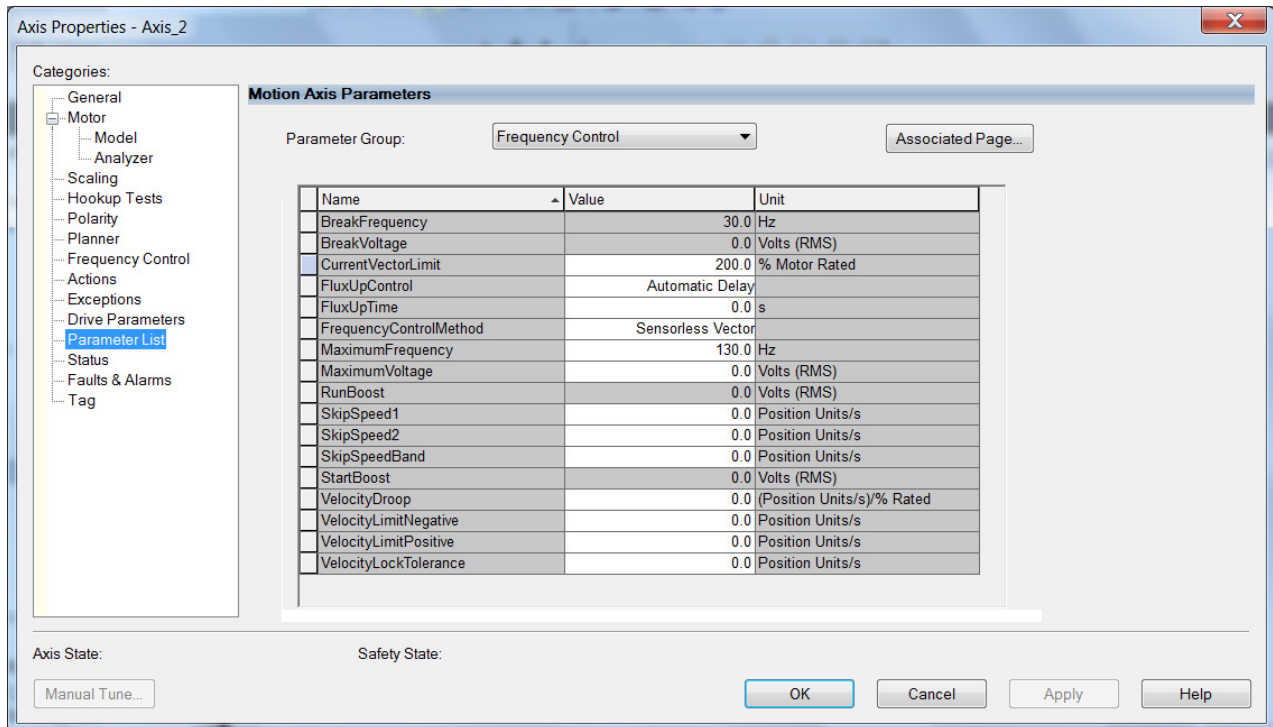 Axis Properties - Axis_2
X
Categories:
General
Motor
Model
Analyzer
Scaling
Hookup Tests
Polarity
Planner
Frequency Control
Actions
Exceptions
Drive Parameters
Parameter List
Status
Faults & Alarms
Tag
Motion Axis Parameters
Parameter Group: Frequency Control Associated Page...
Name Value Unit
BreakFrequency 30.0 Hz
BreakVoltage 0.0 Volts (RMS)
CurrentVectorLimit 200.0 % Motor Rated
FluxUpControl Automatic Delay
FluxUpTime 0.0 s
FrequencyControlMethod Sensorless Vector
MaximumFrequency 130.0 Hz
MaximumVoltage 0.0 Volts (RMS)
RunBoost 0.0 Volts (RMS)
SkipSpeed1 0.0 Position Units/s
SkipSpeed2 0.0 Position Units/s
SkipSpeedBand 0.0 Position Units/s
StartBoost 0.0 Volts (RMS)
VelocityDroop 0.0 (Position Units/s)/% Rated
VelocityLimitNegative 0.0 Position Units/s
VelocityLimitPositive 0.0 Position Units/s
VelocityLockTolerance 0.0 Position Units/s
Axis State: Safety State:
Manual Tune... OK Cancel Apply Help